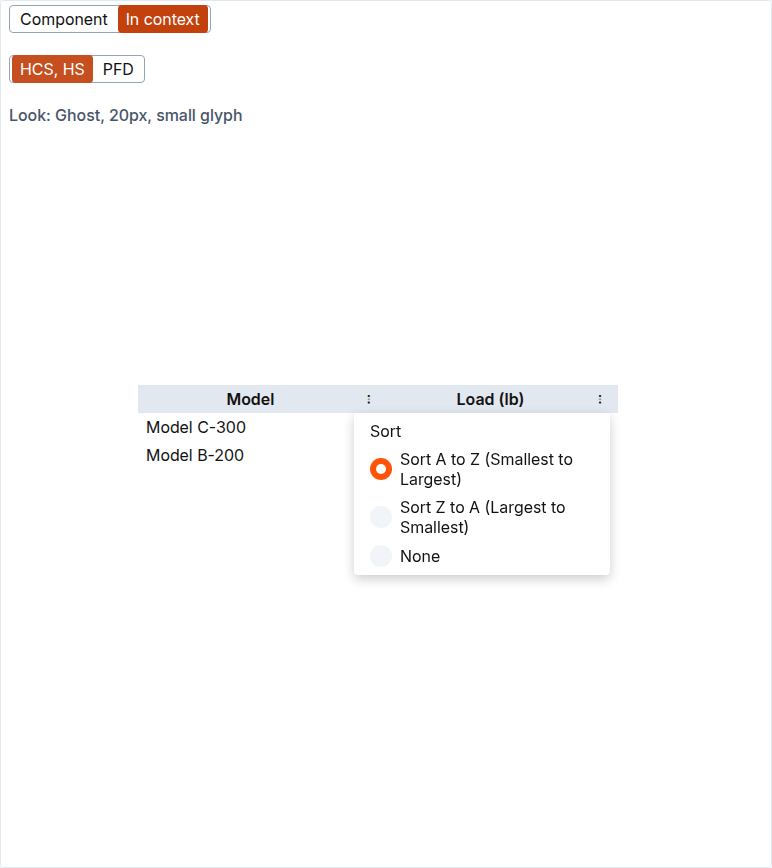 Component In context
HCS, HS PFD
Look: Ghost, 20px, small glyph
Model Load (lb)
Model C-300
Model B-200
Sort
Sort A to Z (Smallest to
Largest)
Sort Z to A (Largest to
Smallest)
None